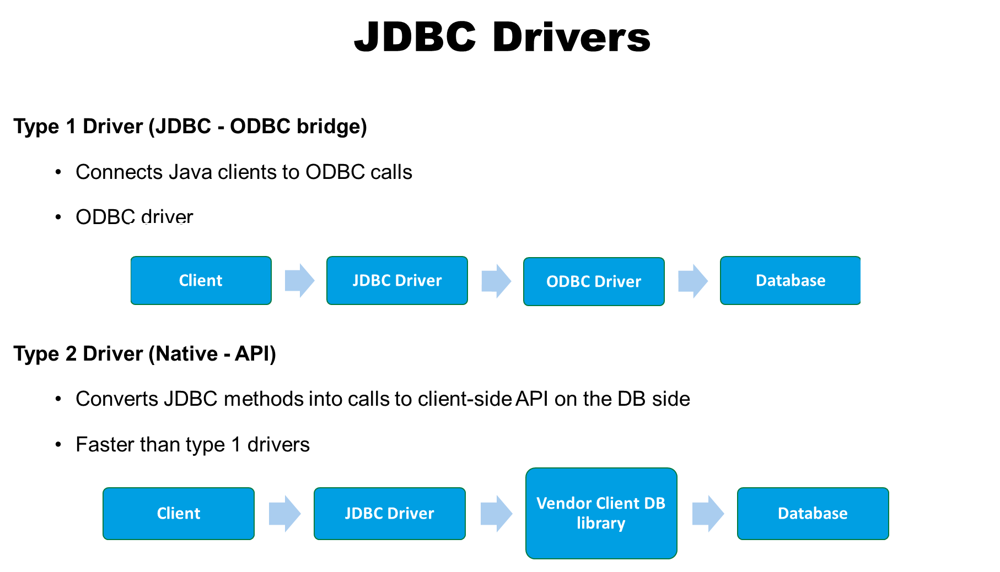 JDBC Drivers
Type 1 Driver (JDBC - ODBC bridge)
• Connects Java clients to ODBC calls
• ODBC driver
Client
JDBC Driver
ODBC Driver
Database
Type 2 Driver (Native - API)
• Converts JDBC methods into calls to client-side API on the DB side
• Faster than type 1 drivers
Client
JDBC Driver
Vendor Client DB
library
Database